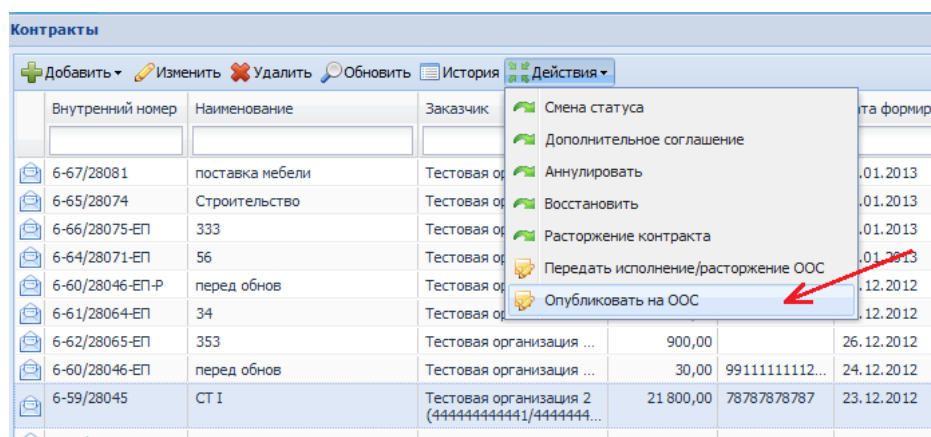 Контракты
Добавить Изменить Удалить Обновить История Действия
Внутренний номер Наименование Заказчик
Смена статуса
Дополнительное соглашение
Аннулировать
Восстановить
Расторжение контракта
Передать исполнение/расторжение ООС
Опубликовать на ООС
6-67/28081 поставка мебели Тестовая .01.2013
6-65/28074 Строительство Тестовая .01.2013
6-66/28075-ЕП 333 Тестовая .01.2013
6-64/28071-ЕП 56 Тестовая .01.2013
6-60/28046-ЕП-Р перед обнов Тестовая .12.2012
6-61/28064-ЕП 34 Тестовая .12.2012
6-62/28065-ЕП 353 Тестовая организация ... 900,00 26.12.2012
6-60/28046-ЕП перед обнов Тестовая организация ... 30,00 99111111112... 24.12.2012
6-59/28045 СТ I Тестовая организация 2 21 800,00 78787878787 23.12.2012
(444444444441/4444444...